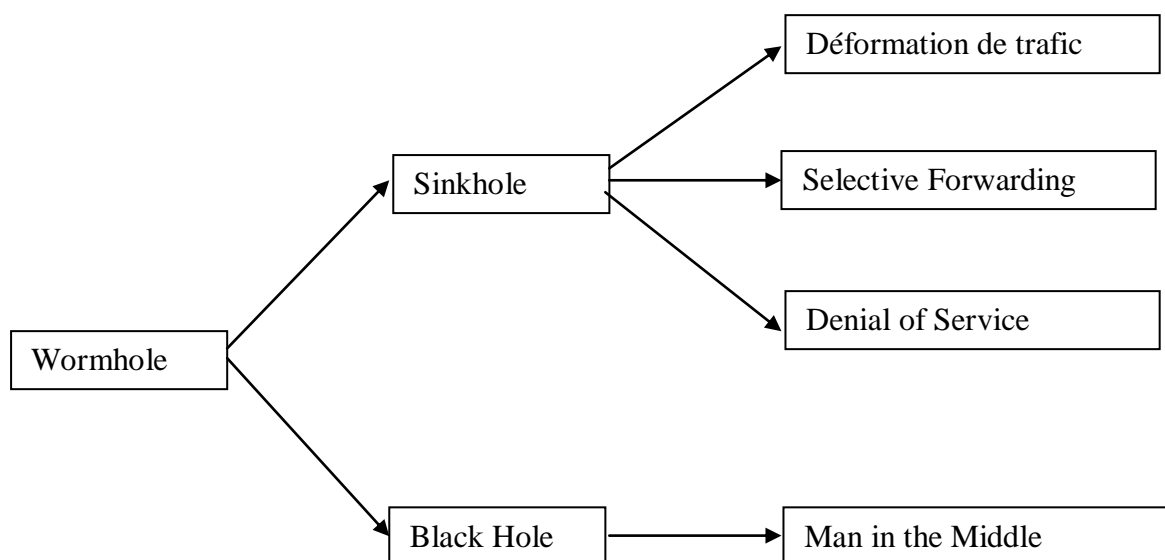 Déformation de trafic
Sinkhole
Selective Forwarding
Denial of Service
Wormhole
Black Hole
Man in the Middle